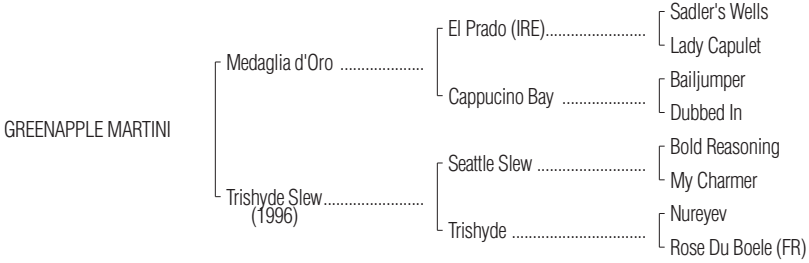 Sadler's Wells
El Prado (IRE)........................
Lady Capulet
Medaglia d'Oro ....................
Bailjumper
Cappucino Bay ....................
Dubbed In
GREENAPPLE MARTINI
Bold Reasoning
Seattle Slew ..........................
My Charmer
Trishyde Slew........................
(1996)
Nureyev
Trishyde ................................
Rose Du Boele (FR)